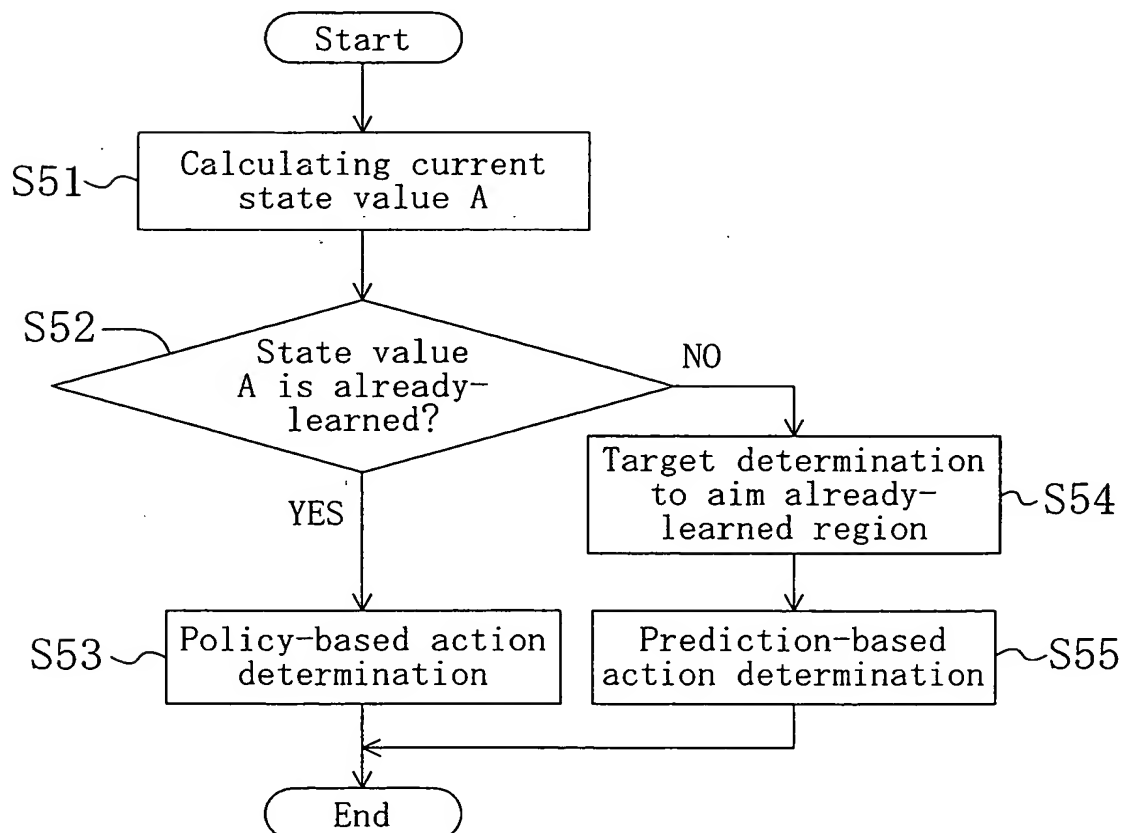 Start
S51
Calculating current
state value A
S52
State value
A is already-
learned?
NO
YES
Target determination
to aim already-
learned region
S54
S53
Policy-based action
determination
Prediction-based
action determination
S55
End